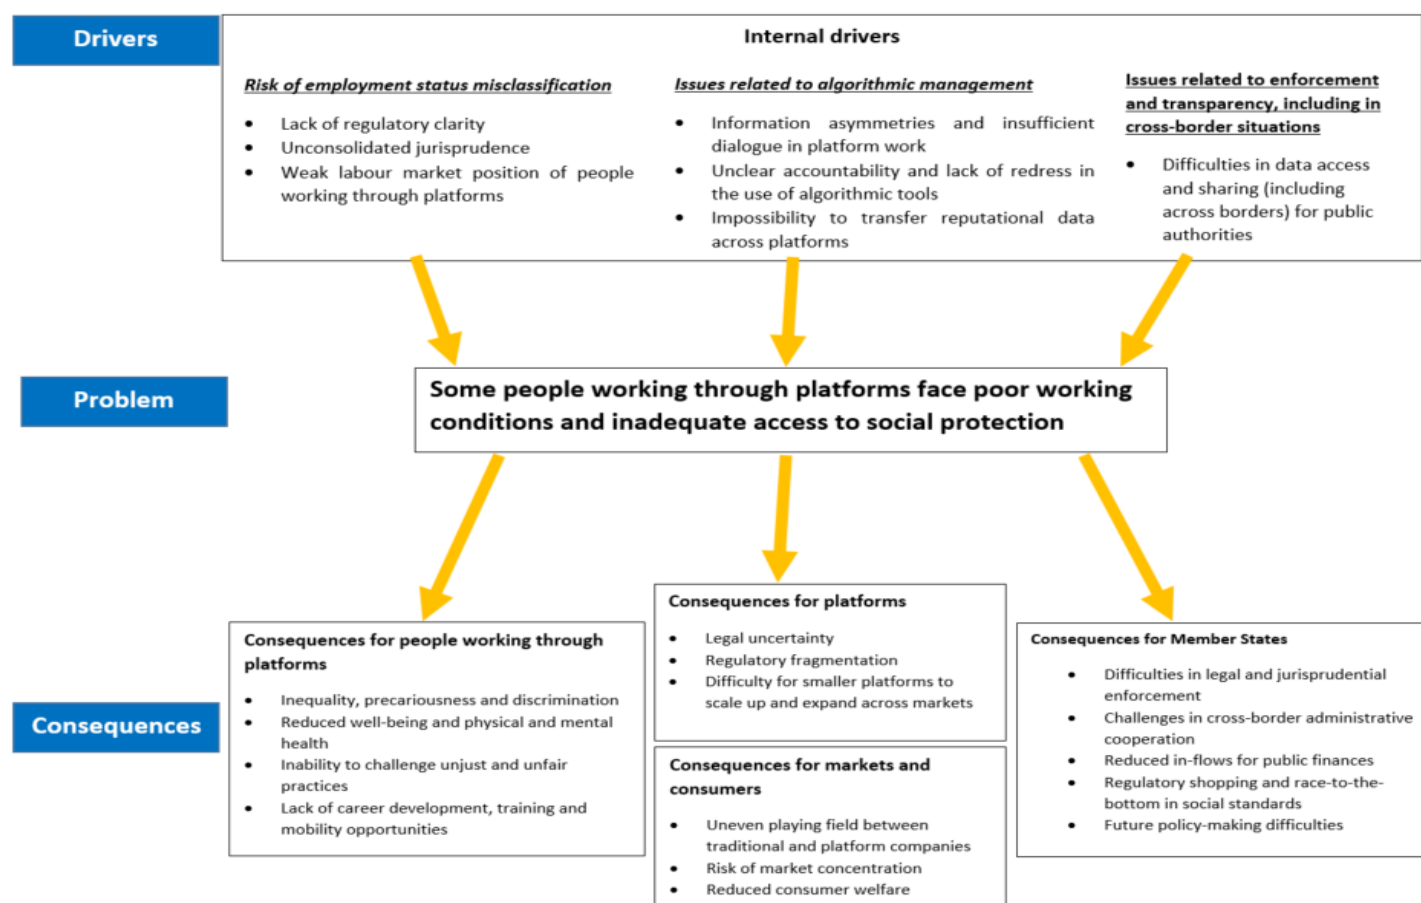 Drivers
Internal drivers
Risk of employment status misclassification
• Lack of regulatory clarity
• Unconsolidated jurisprudence
• Weak labour market position of people
working through platforms
Issues related to algorithmic management
• Information asymmetries and insufficient
dialogue in platform work
• Unclear accountability and lack of redress in
the use of algorithmic tools
• Impossibility to transfer reputational data
across platforms
Issues related to enforcement
and transparency, including in
cross-border situations
• Difficulties in data access
and sharing (including
across borders) for public
authorities
Problem
Some people working through platforms face poor working
conditions and inadequate access to social protection
Consequences
Consequences for people working through
platforms
• Inequality, precariousness and discrimination
• Reduced well-being and physical and mental
health
• Inability to challenge unjust and unfair
practices
• Lack of career development, training and
mobility opportunities
Consequences for platforms
• Legal uncertainty
• Regulatory fragmentation
• Difficulty for smaller platforms to
scale up and expand across markets
Consequences for markets and
consumers
• Uneven playing field between
traditional and platform companies
• Risk of market concentration
• Reduced consumer welfare
Consequences for Member States
• Difficulties in legal and jurisprudential
enforcement
• Challenges in cross-border administrative
cooperation
• Reduced in-flows for public finances
• Regulatory shopping and race-to-the-
bottom in social standards
• Future policy-making difficulties